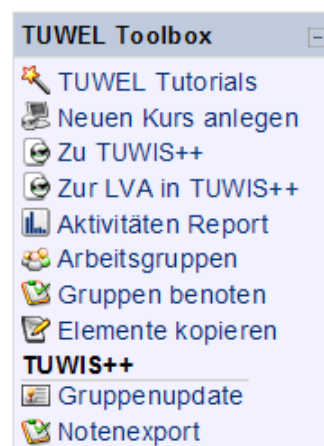 TUWEL Toolbox
TUWEL Tutorials
Neuen Kurs anlegen
Zu TUWIS++
Zur LVA in TUWIS++
Aktivitäten Report
Arbeitsgruppen
Gruppen benoten
Elemente kopieren
TUWIS++
Gruppenupdate
Notenexport